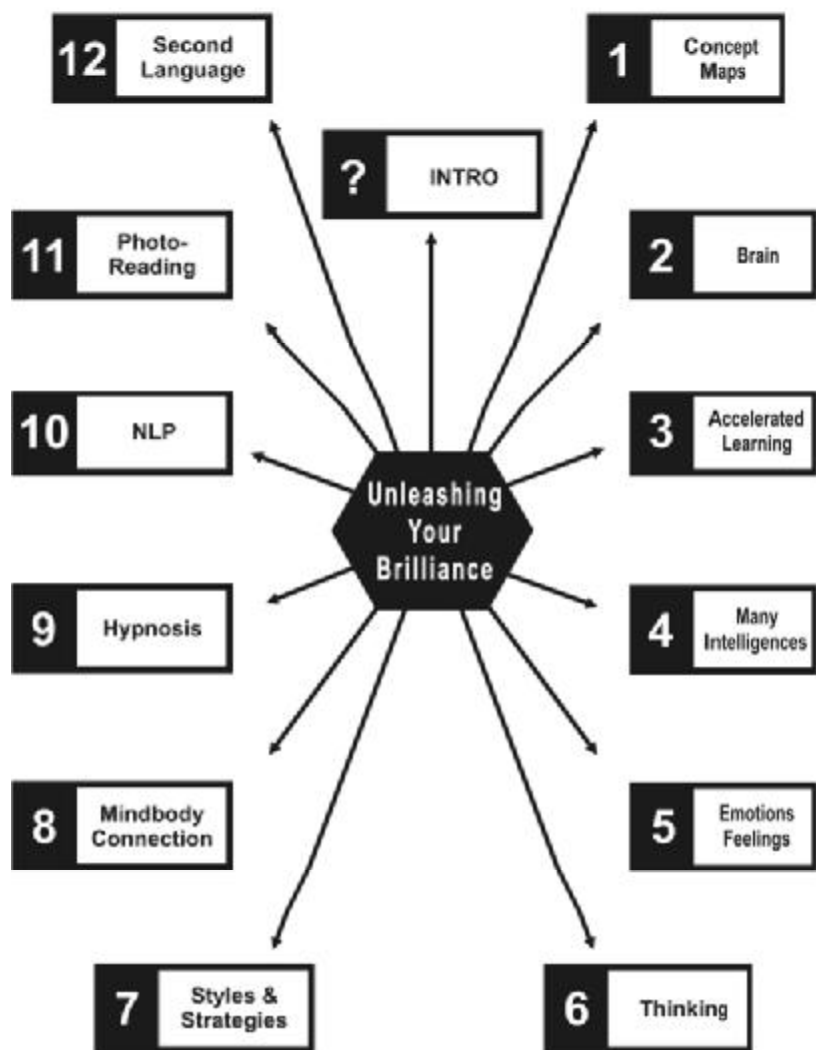 Unleashing
Your
Brilliance
?
INTRO
1
Concept
Maps
2
Brain
3
Accelerated
Learning
4
Many
Intelligences
5
Emotions
Feelings
6
Thinking
7
Styles &
Strategies
8
Mindbody
Connection
9
Hypnosis
10
NLP
11
Photo-
Reading
12
Second
Language